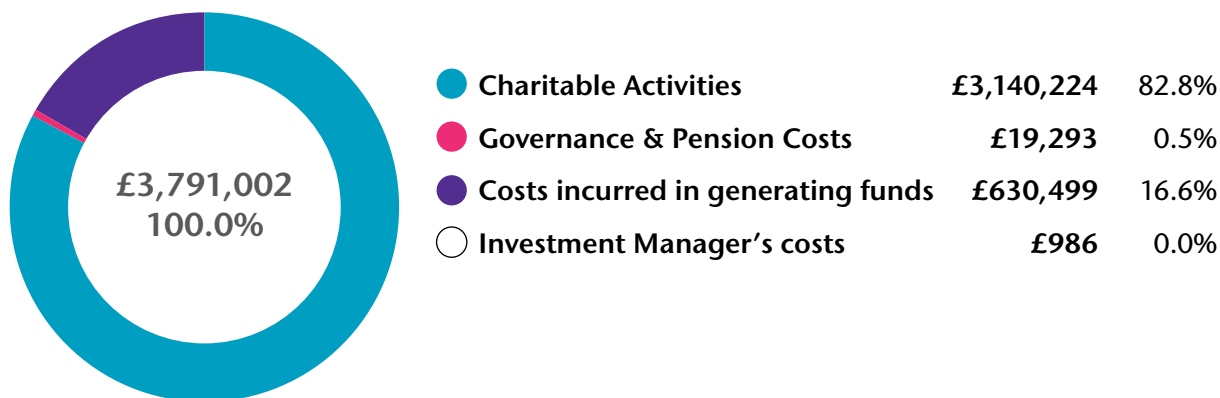 £3,791,002
100.0%
Charitable Activities £3,140,224 82.8%
Governance & Pension Costs £19,293 0.5%
Costs incurred in generating funds £630,499 16.6%
Investment Manager’s costs £986 0.0%